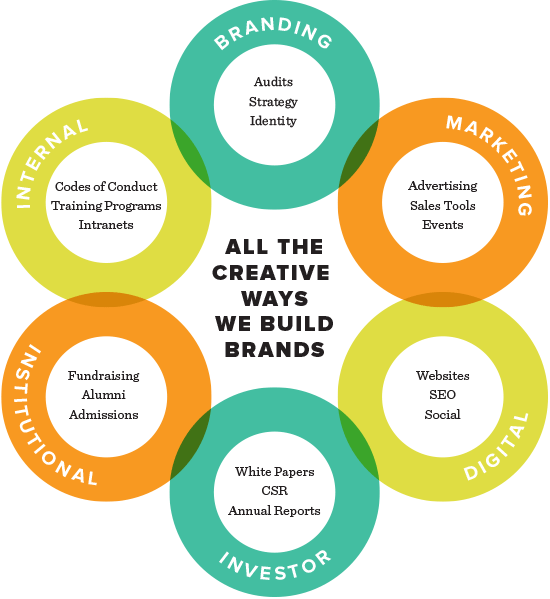 BRANDING
Audits
Strategy
Identity
MARKETING
Advertising
Sales Tools
Events
INTERNAL
Codes of Conduct
Training Programs
Intranets
ALL THE
CREATIVE
WAYS
WE BUILD
BRANDS
INSTITUTIONAL
Fundraising
Alumni
Admissions
DIGITAL
Websites
SEO
Social
White Papers
CSR
Annual Reports
INVESTOR